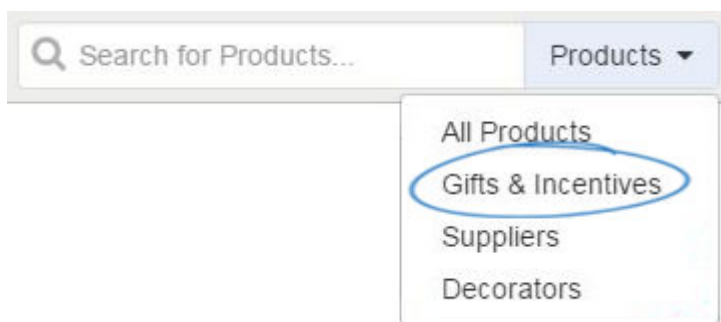 Search for Products... Products
All Products
Gifts & Incentives
Suppliers
Decorators